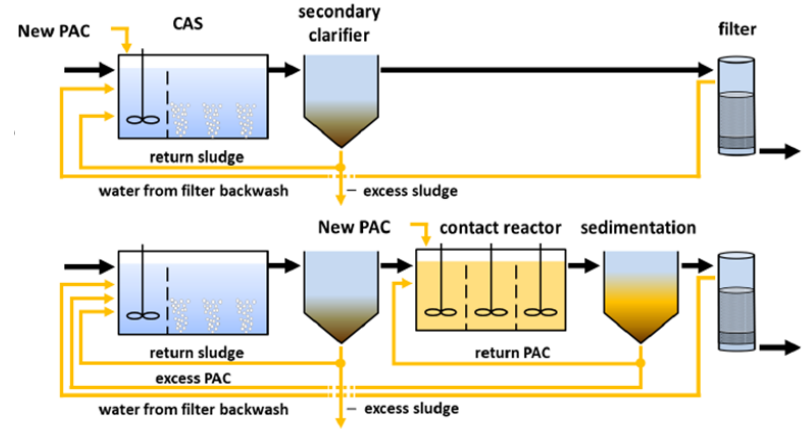 secondary
clarifier
New PAC
CAS
filter
return sludge
water from filter backwash
– excess sludge
New PAC
contact reactor
sedimentation
return sludge
return PAC
excess PAC
water from filter backwash
– excess sludge